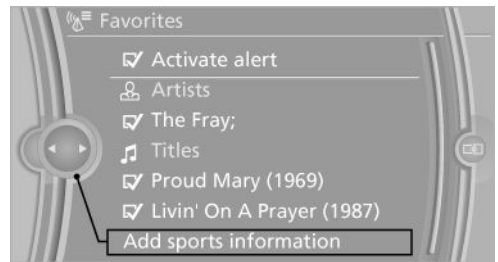 Favorites
Activate alert
Artists
The Fray;
Titles
Proud Mary (1969)
Livin' On A Prayer (1987)
Add sports information